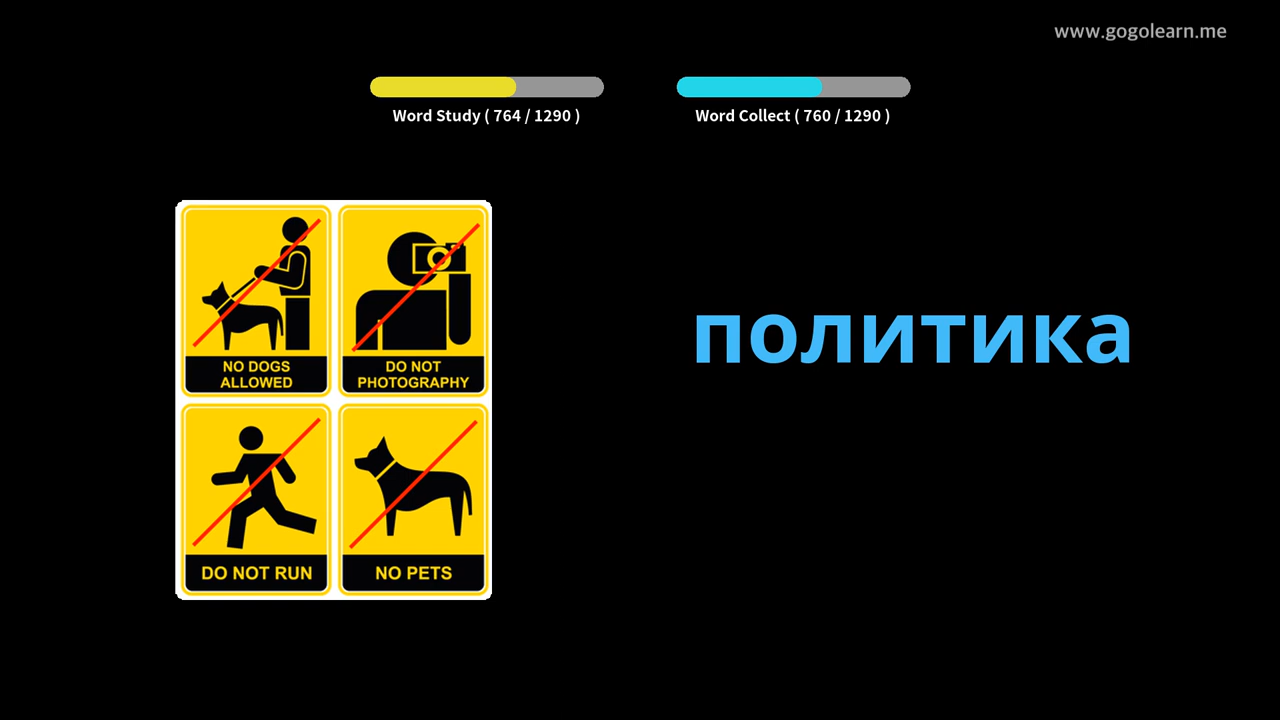 www.gogolearn.me
Word Study ( 764 / 1290 )
Word Collect ( 760 / 1290 )
NO DOGS
ALLOWED
DO NOT
PHOTOGRAPHY
DO NOT RUN
NO PETS
политика